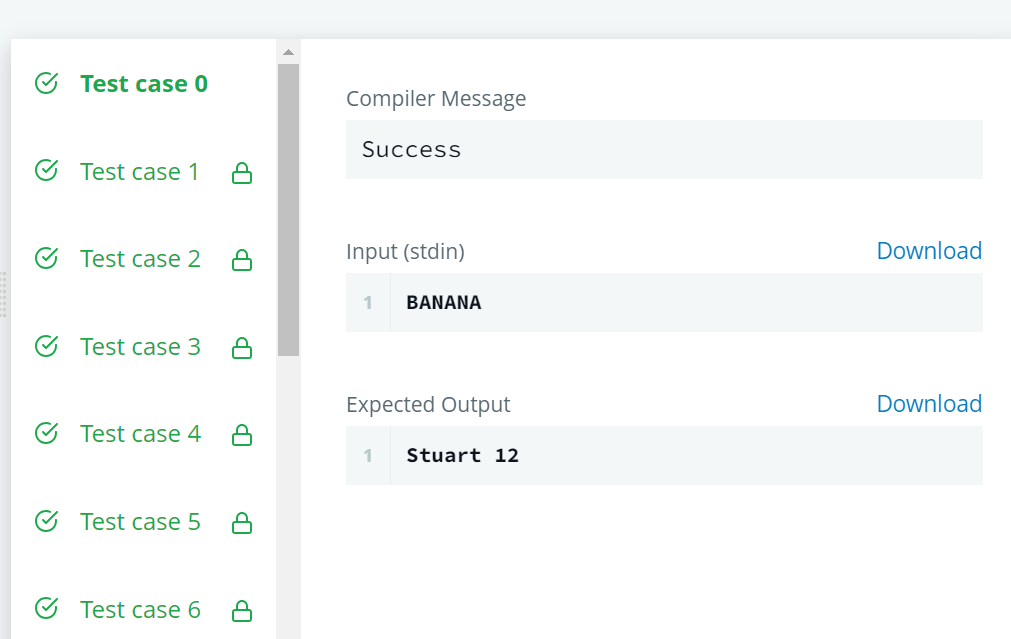 Test case 0
Test case 1
Test case 2
Test case 3
Test case 4
Test case 5
Test case 6
Compiler Message
Success
Input (stdin)
Download
1 BANANA
Expected Output
Download
1 Stuart 12